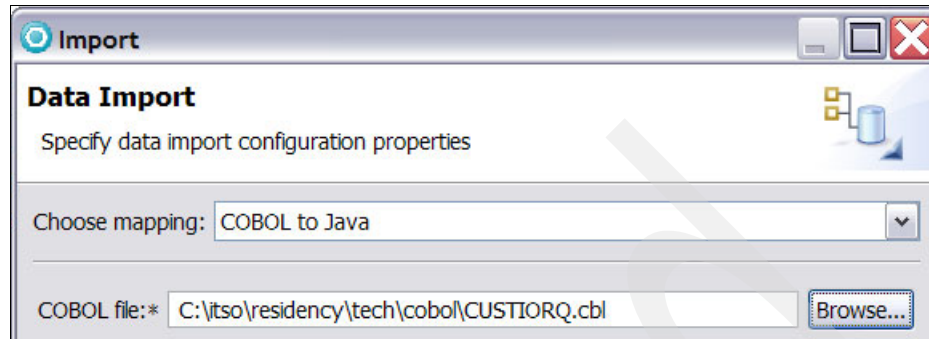 Import
Data Import
Specify data import configuration properties
Choose mapping: COBOL to Java
COBOL file:* C:\itso\residency\tech\cobol\CUSTIORQ.cbl Browse...